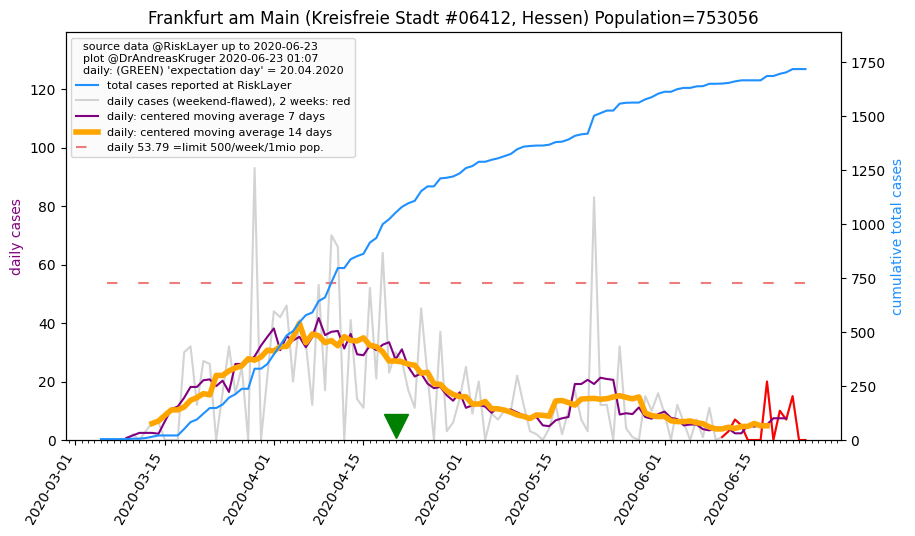 Frankfurt am Main (Kreisfreie Stadt #06412, Hessen) Population=753056
source data @RiskLayer up to 2020-06-23
plot @DrAndreasKruger 2020-06-23 01:07
daily: (GREEN) 'expectation day' = 20.04.2020
total cases reported at RiskLayer
daily cases (weekend-flawed), 2 weeks: red
daily: centered moving average 7 days
daily: centered moving average 14 days
daily 53.79 =limit 500/week/1mio pop.
daily cases
120
100
80
60
40
20
0
cumulative total cases
1750
1500
1250
1000
750
500
250
0
2020-03-01
2020-03-15
2020-04-01
2020-04-15
2020-05-01
2020-05-15
2020-06-01
2020-06-15